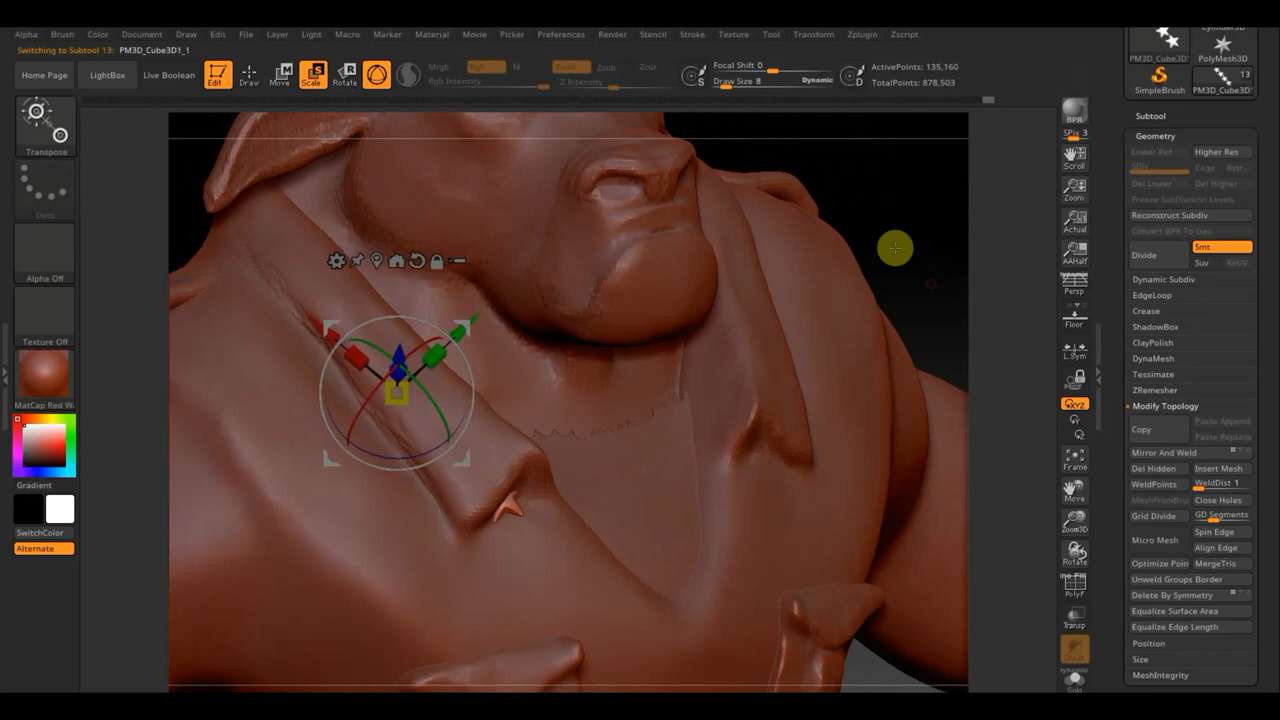 Alpha Brush Color Document Draw Edit File Layer Light Macro Marker Material Movie Picker Preferences Render Stencil Stroke Texture Tool Transform Zplugin Zscript
Switching to Subtool 13: PM3D_Cube3D1_1
Home Page LightBox Live Boolean Edit Draw Move Scale Rotate
Mrgb Rgb M
Rgb Intensity
Zadd Zsub Zcut
Z Intensity
Focal Shift 0
Draw Size 8 Dynamic
ActivePoints: 135,160
TotalPoints: 878,503
Transpose
Dots
Alpha Off
Texture Off
MatCap Red W
Gradient
SwitchColor
Alternate
BPR
SPix 3
Scroll
Zoom
Actual
AAHalf
dynamic
Persp
Floor
L.Sym
XYZ
Frame
Move
Zoom3D
Rotate
PolyF
Transp
Ghost
dynamic
Solo
PM3D_Cube3D PolyMesh3D
13
SimpleBrush PM3D_Cube3D
Subtool
Geometry
Lower Res Higher Res
SDiv Cage Rstr
Del Lower Del Higher
Freeze SubDivision Levels
Reconstruct Subdiv
Convert BPR To Geo
Divide Smt
Suv ReUV
Dynamic Subdiv
EdgeLoop
Crease
ShadowBox
ClayPolish
DynaMesh
Tessimate
ZRemesher
Modify Topology
Copy Paste Append
Paste Replace
Mirror And Weld
Del Hidden Insert Mesh
WeldPoints WeldDist 1
MeshFromBru Close Holes
Grid Divide GD Segments
Micro Mesh Spin Edge
Align Edge
Optimize Poin MergeTris
Unweld Groups Border
Delete By Symmetry
Equalize Surface Area
Equalize Edge Length
Position
Size
MeshIntegrity